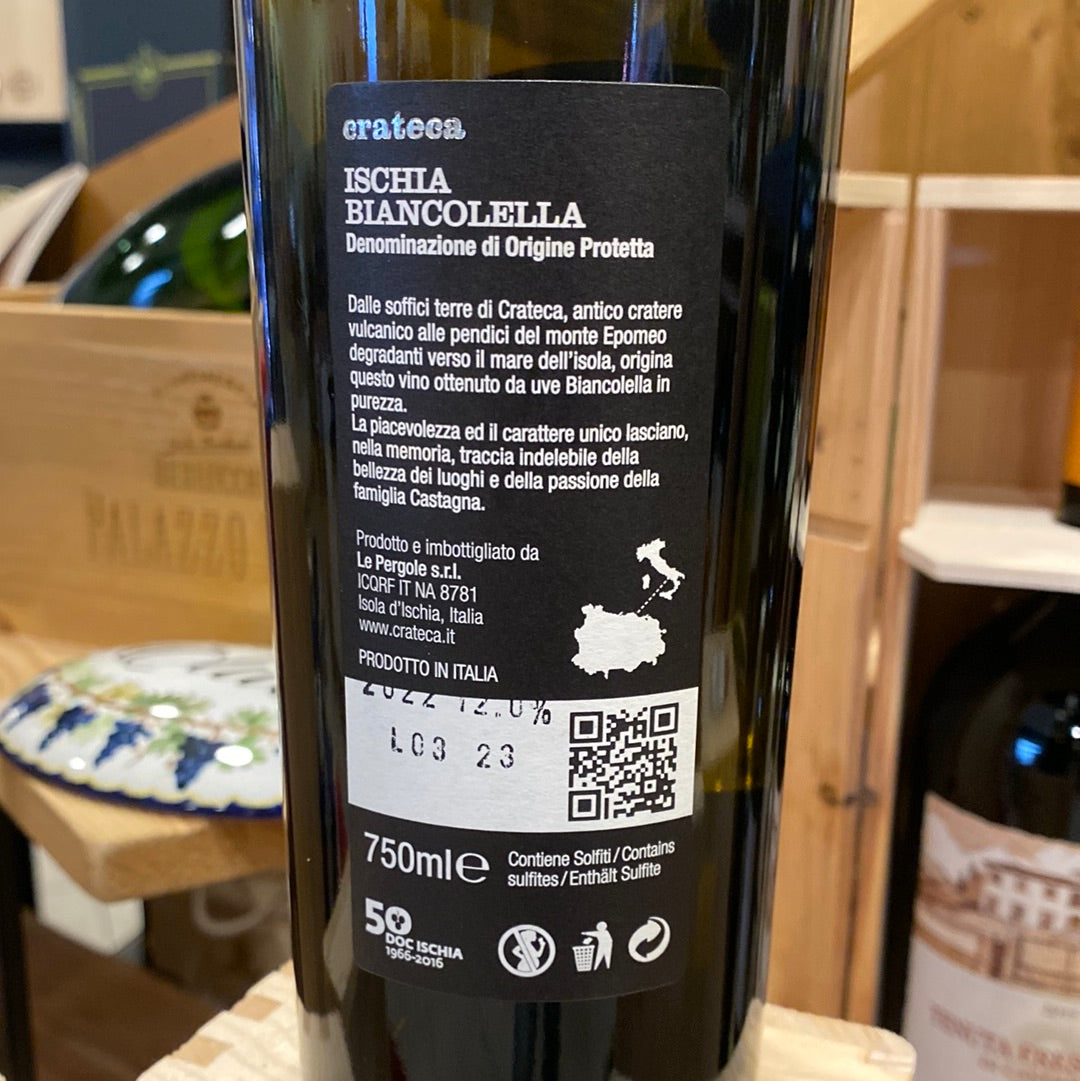 crateca
ISCHIA
BIANCOLELLA
Denominazione di Origine Protetta
Dalle soffici terre di Crateca, antico cratere
vulcanico alle pendici del monte Epomeo
degradanti verso il mare dell'isola, origina
questo vino ottenuto da uve Biancolella in
purezza.
La piacevolezza ed il carattere unico lasciano,
nella memoria, traccia indelebile della
bellezza dei luoghi e della passione della
famiglia Castagna.
Prodotto e imbottigliato da
Le Pergole s.r.l.
ICQRF IT NA 8781
Isola d'Ischia, Italia
www.crateca.it
PRODOTTO IN ITALIA
2022 12.0%
L03 23
750ml e
Contiene Solfiti / Contains
sulfites / Enthält Sulfite
50
DOC ISCHIA
1966-2016
PALAZZO